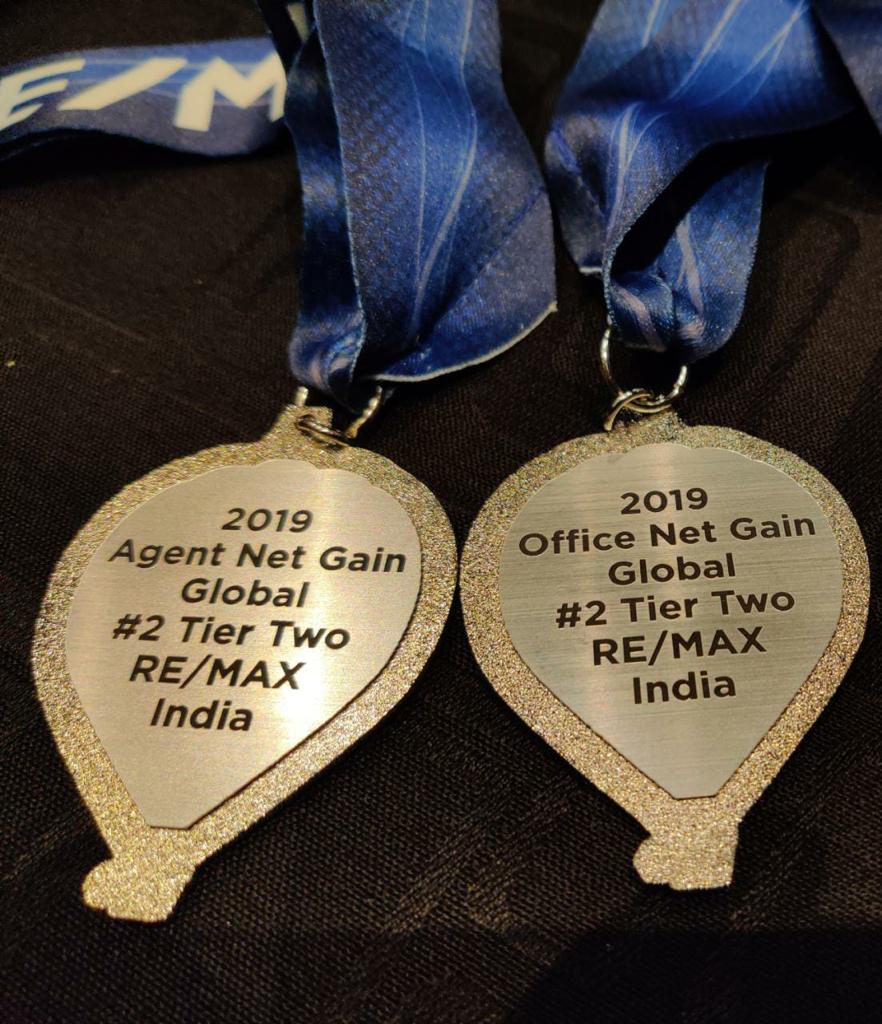 E/M
2019
Agent Net Gain
Global
#2 Tier Two
RE/MAX
India
2019
Office Net Gain
Global
#2 Tier Two
RE/MAX
India